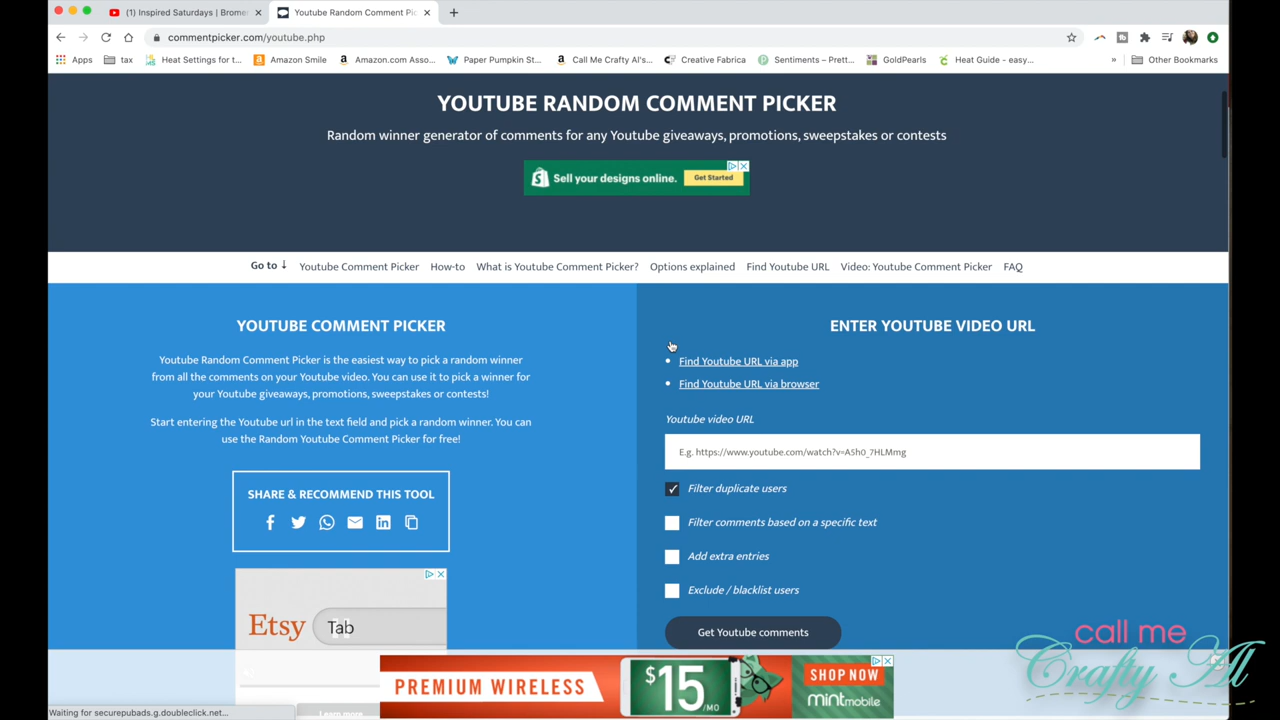 (1) Inspired Saturdays | Brome
Youtube Random Comment Pic
commentpicker.com/youtube.php
Apps
tax
Heat Settings for t...
Amazon Smile
Amazon.com Asso...
Paper Pumpkin St...
Call Me Crafty Al's...
Creative Fabrica
Sentiments – Prett...
GoldPearls
Heat Guide - easy...
»
Other Bookmarks
YOUTUBE RANDOM COMMENT PICKER
Random winner generator of comments for any Youtube giveaways, promotions, sweepstakes or contests
Sell your designs online.
Get Started
Go to ↓ Youtube Comment Picker How-to What is Youtube Comment Picker? Options explained Find Youtube URL Video: Youtube Comment Picker FAQ
YOUTUBE COMMENT PICKER
Youtube Random Comment Picker is the easiest way to pick a random winner
from all the comments on your Youtube video. You can use it to pick a winner for
your Youtube giveaways, promotions, sweepstakes or contests!
Start entering the Youtube url in the text field and pick a random winner. You can
use the Random Youtube Comment Picker for free!
SHARE & RECOMMEND THIS TOOL
Etsy
Tab
Learn more
ENTER YOUTUBE VIDEO URL
• Find Youtube URL via app
• Find Youtube URL via browser
Youtube video URL
E.g. https://www.youtube.com/watch?v=A5h0_7HLMmg
Filter duplicate users
Filter comments based on a specific text
Add extra entries
Exclude / blacklist users
Get Youtube comments
PREMIUM WIRELESS
$15/MO
SHOP NOW
mintmobile
call me
Crafty Al
Waiting for securepubads.g.doubleclick.net...